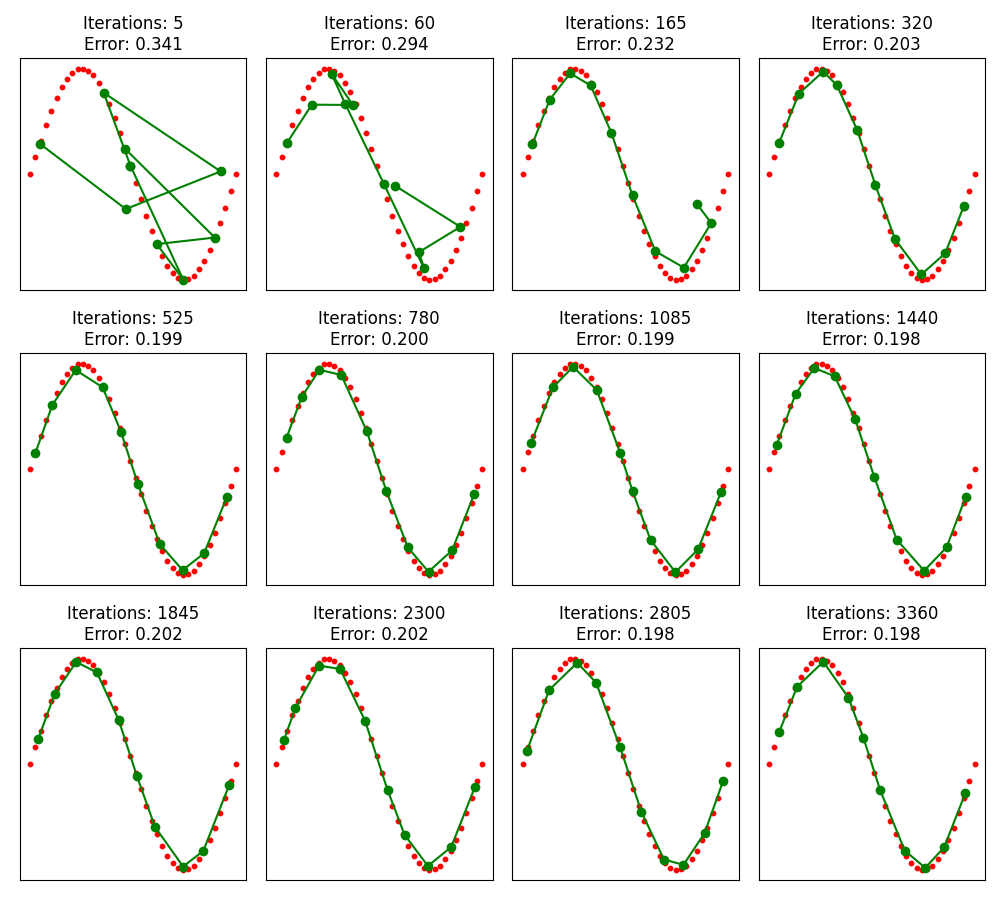 Iterations: 5
Error: 0.341
Iterations: 60
Error: 0.294
Iterations: 165
Error: 0.232
Iterations: 320
Error: 0.203
Iterations: 525
Error: 0.199
Iterations: 780
Error: 0.200
Iterations: 1085
Error: 0.199
Iterations: 1440
Error: 0.198
Iterations: 1845
Error: 0.202
Iterations: 2300
Error: 0.202
Iterations: 2805
Error: 0.198
Iterations: 3360
Error: 0.198